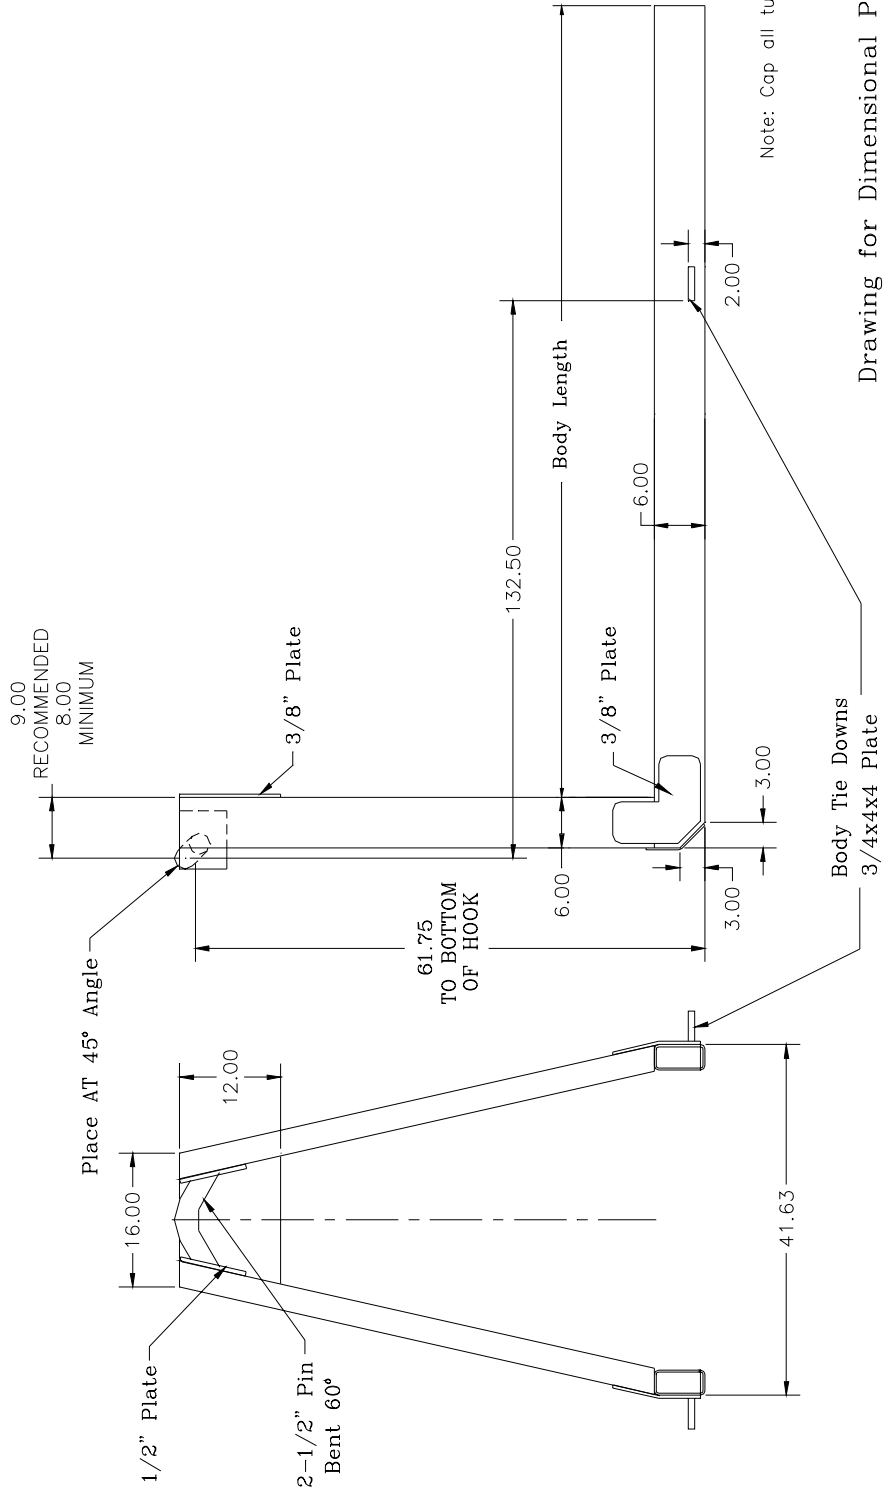 9.00
RECOMMENDED
8.00
MINIMUM
Place AT 45° Angle
3/8" Plate
16.00
12.00
1/2" Plate
2-1/2" Pin
Bent 60°
61.75
TO BOTTOM
OF HOOK
132.50
Body Length
6.00
6.00
3/8" Plate
3.00
3.00
2.00
41.63
Body Tie Downs
3/4x4x4 Plate
Note: Cap all
Drawing for Dimensional